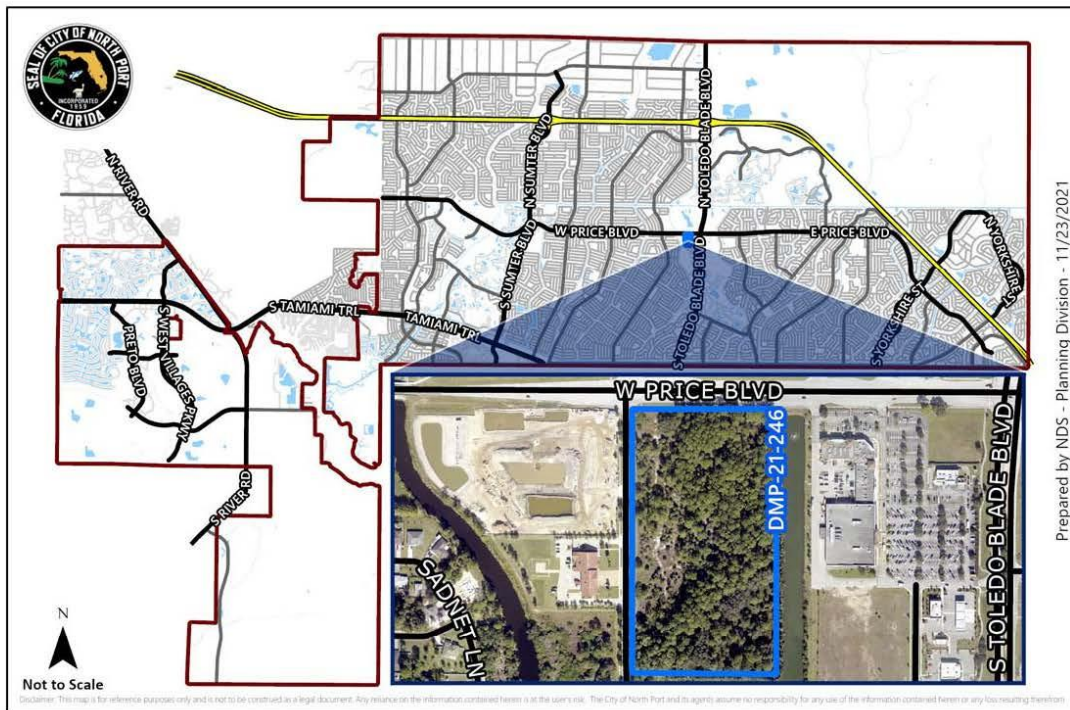 SEAL OF CITY OF NORTH PORT
INCORPORATED
1959
FLORIDA
N TOLEDO BLADE BLVD
N SUMTER BLVD
N RIVER RD
W PRICE BLVD
E PRICE BLVD
N YORKSHIRE ST
S SUMTER BLVD
S TOLEDO BLADE BLVD
S YORKSHIRE ST
S TAMIAMI TRL
TAMIAMI TRL
S WEST VILLAGES PKWY
PRETO BLVD
S RIVER RD
W PRICE BLVD
DMP-21-246
SADNET LN
S TOLEDO BLADE BLVD
N
Not to Scale
Prepared by NDS - Planning Division - 11/23/2021
Disclaimer: This map is for reference purposes only and is not to be construed as a legal document. Any reliance on the information contained herein is at the user's risk. The City of North Port and its agents assume no responsibility for any use of the information contained herein or any loss resulting therefrom.